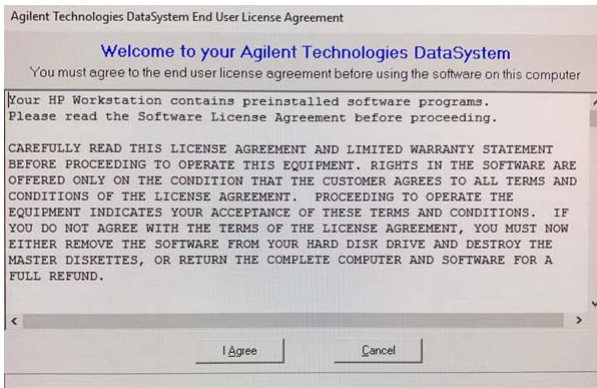 Agilent Technologies DataSystem End User License Agreement
Welcome to your Agilent Technologies DataSystem
You must agree to the end user license agreement before using the software on this computer
Your HP Workstation contains preinstalled software programs.
Please read the Software License Agreement before proceeding.
CAREFULLY READ THIS LICENSE AGREEMENT AND LIMITED WARRANTY STATEMENT
BEFORE PROCEEDING TO OPERATE THIS EQUIPMENT. RIGHTS IN THE SOFTWARE ARE
OFFERED ONLY ON THE CONDITION THAT THE CUSTOMER AGREES TO ALL TERMS AND
CONDITIONS OF THE LICENSE AGREEMENT.  PROCEEDING TO OPERATE THE
EQUIPMENT INDICATES YOUR ACCEPTANCE OF THESE TERMS AND CONDITIONS.  IF
YOU DO NOT AGREE WITH THE TERMS OF THE LICENSE AGREEMENT, YOU MUST NOW
EITHER REMOVE THE SOFTWARE FROM YOUR HARD DISK DRIVE AND DESTROY THE
MASTER DISKETTES, OR RETURN THE COMPLETE COMPUTER AND SOFTWARE FOR A
FULL REFUND.
I Agree
Cancel